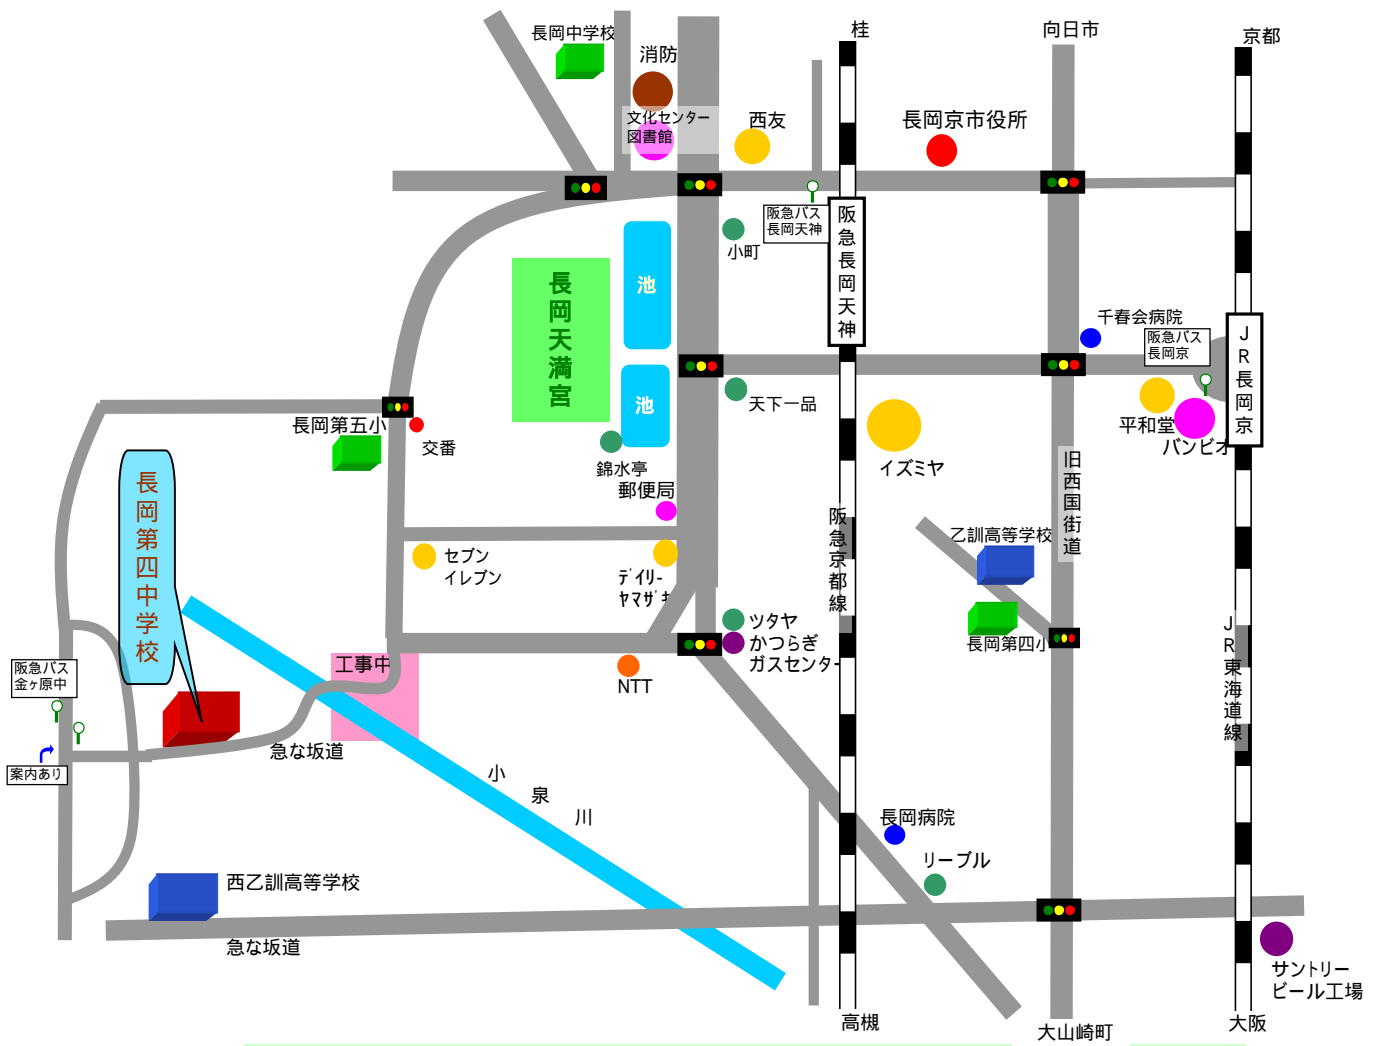 桂
向日市
京都
長岡中学校
消防
文化センター
図書館
西友
長岡京市役所
阪急バス
長岡天神
小町
阪急長岡天神
長岡天満宮
池
池
千春会病院
阪急バス
長岡京
JR長岡京
天下一品
平和堂
バンビオ
長岡第五小
交番
イズミヤ
錦水亭
郵便局
旧西国街道
長岡第四中学校
阪急京都線
乙訓高等学校
セブン
イレブン
ﾃﾞｲﾘｰ
ﾔﾏｻﾞｷ
ツタヤ
かつらぎ
ガスセンター
長岡第四小
JR東海道線
工事中
NTT
阪急バス
金ヶ原中
案内あり
急な坂道
小泉川
長岡病院
リーブル
西乙訓高等学校
急な坂道
サントリー
ビール工場
高槻
大山崎町
大阪